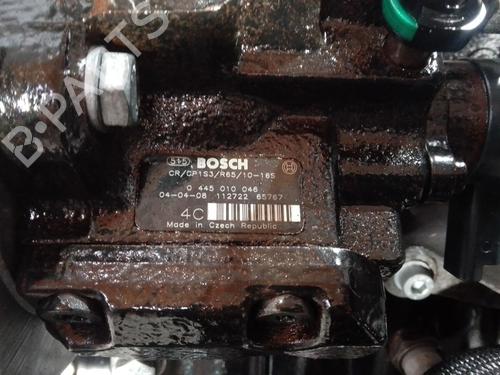 B-PARTS
S+S BOSCH
CR/CP1S3/R65/10-16S
0 445 010 046
04-04-08 112722 65767
4C
Made in Czech Republic